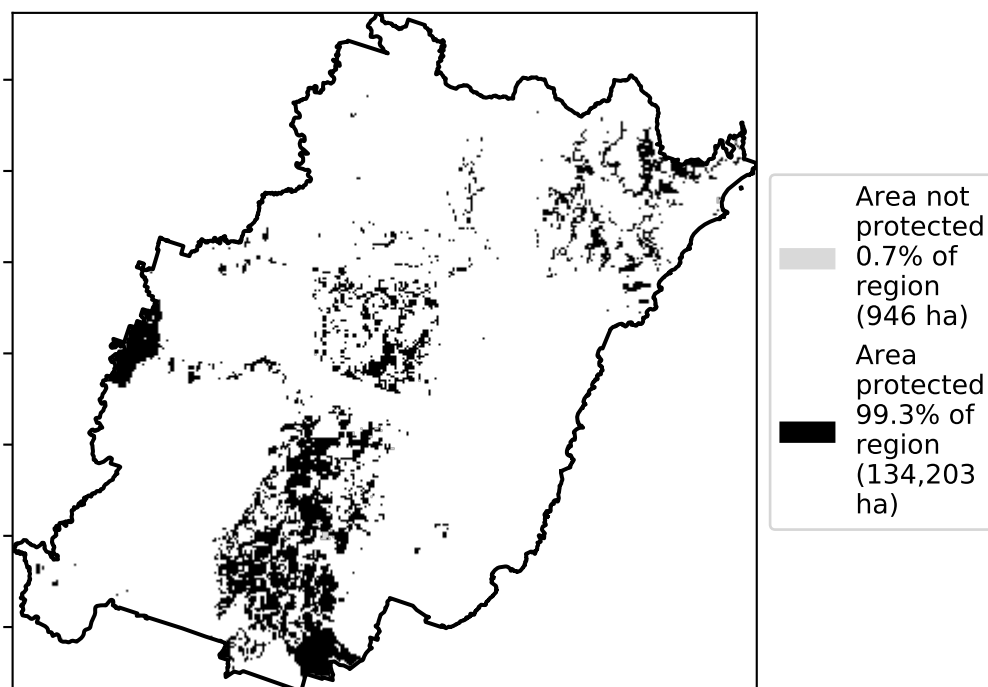 Area not
protected
0.7% of
region
(946 ha)
Area
protected
99.3% of
region
(134,203
ha)